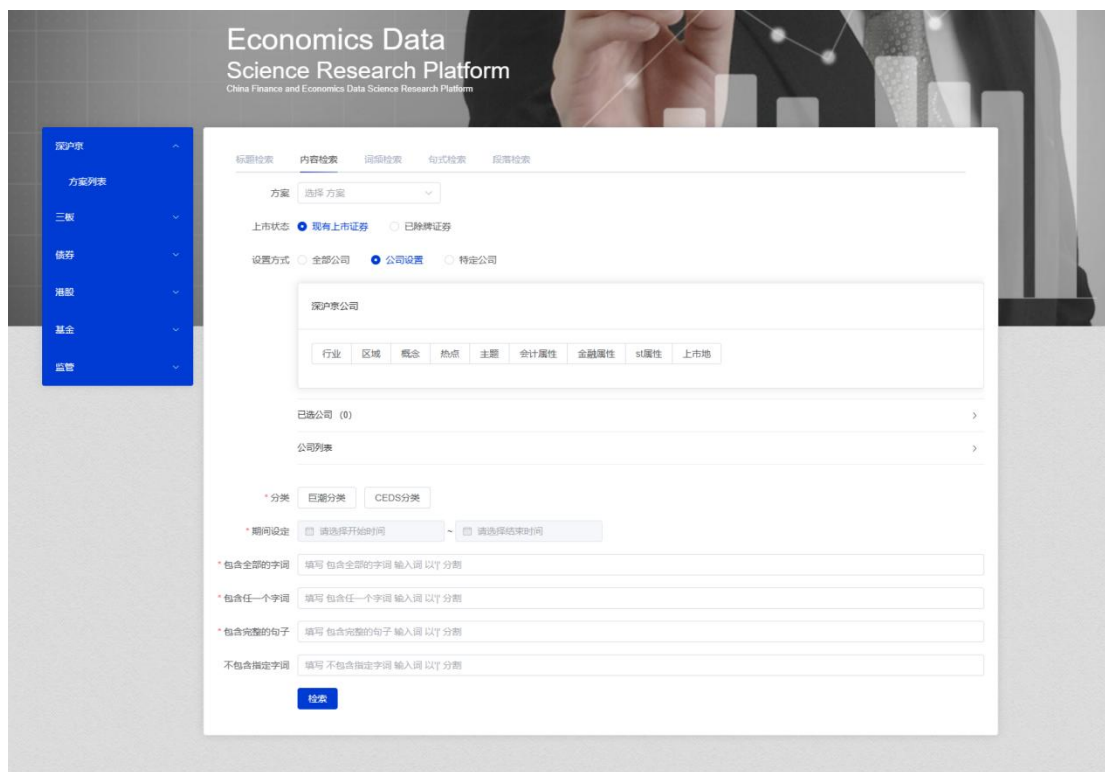 Economics Data
Science Research Platform
China Finance and Economics Data Science Research Platform
深沪京
方案列表
三板
债券
港股
基金
监管
标题检索 内容检索 词频检索 句式检索 段落检索
方案 选择 方案
上市状态 现有上市证券 已除牌证券
设置方式 全部公司 公司设置 特定公司
深沪京公司
行业 区域 概念 热点 主题 会计属性 金融属性 st属性 上市地
已选公司 (0)
公司列表
*分类 巨潮分类 CEDS分类
*期间设定 请选择开始时间 ~ 请选择结束时间
*包含全部的字词 填写 包含全部的字词 输入词 以'|' 分割
*包含任一个字词 填写 包含任一个字词 输入词 以'|' 分割
*包含完整的句子 填写 包含完整的句子 输入词 以'|' 分割
不包含指定字词 填写 不包含指定字词 输入词 以'|' 分割
检索